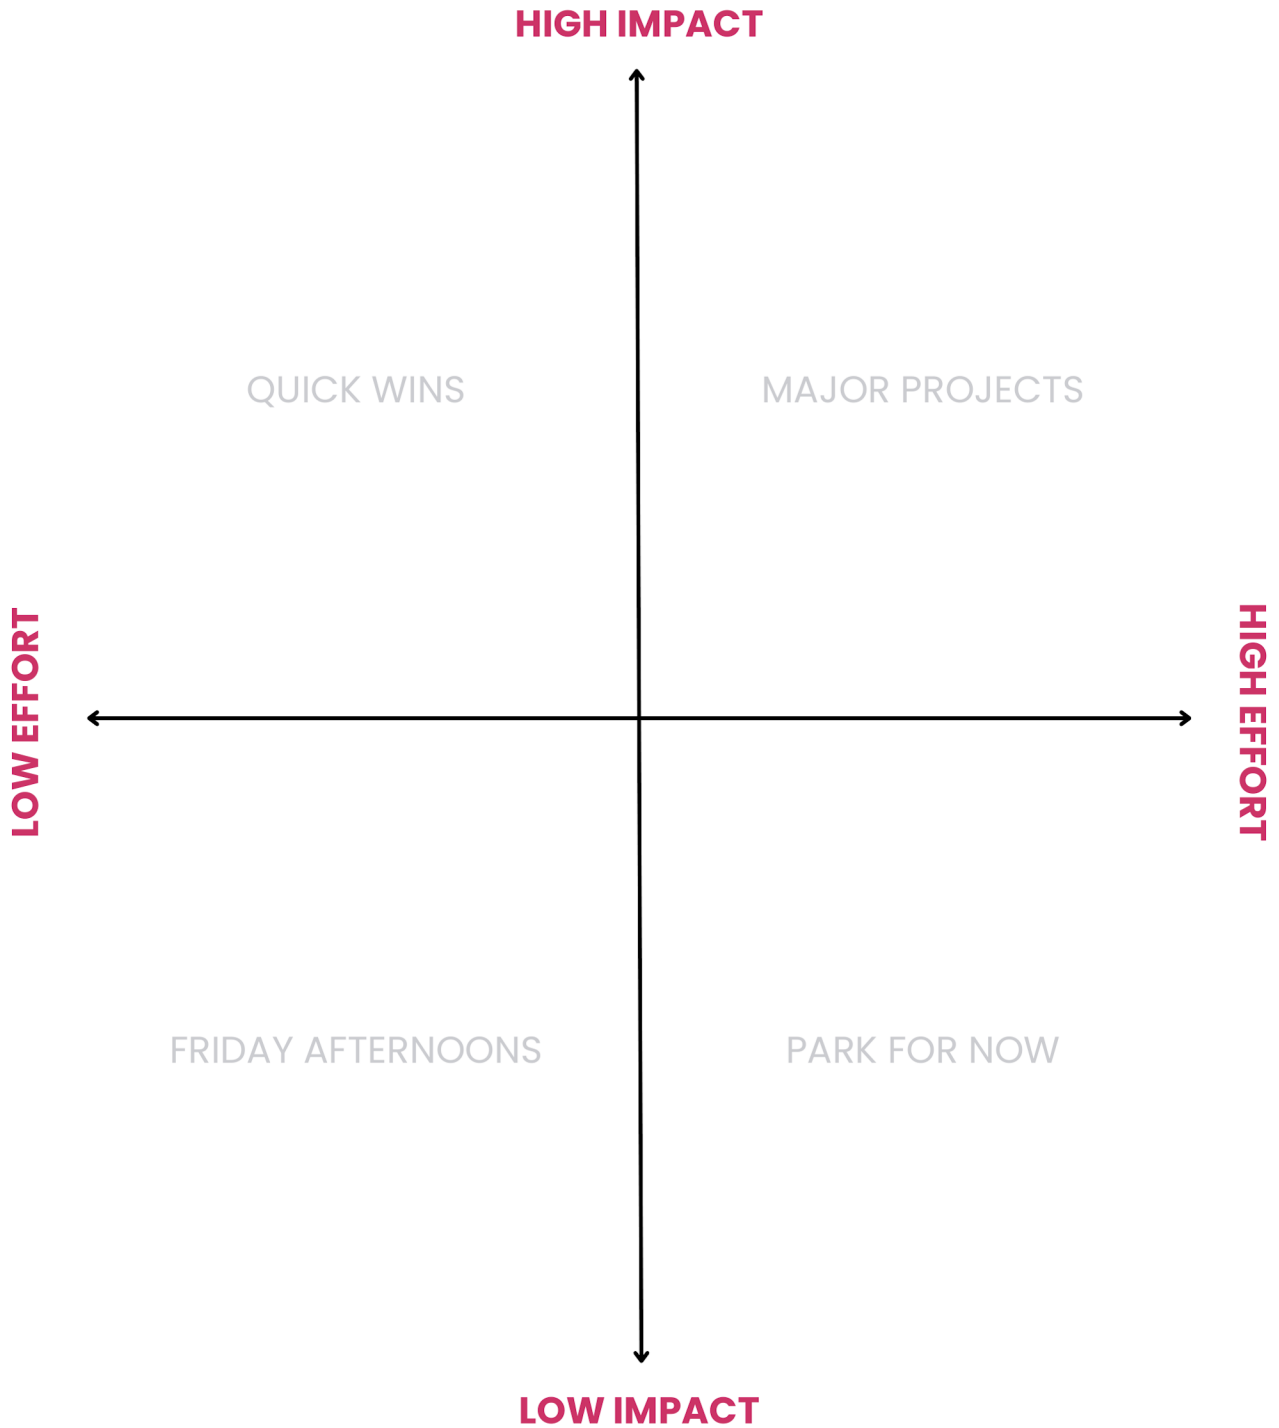 HIGH IMPACT
QUICK WINS
MAJOR PROJECTS
LOW EFFORT
HIGH EFFORT
FRIDAY AFTERNOONS
PARK FOR NOW
LOW IMPACT